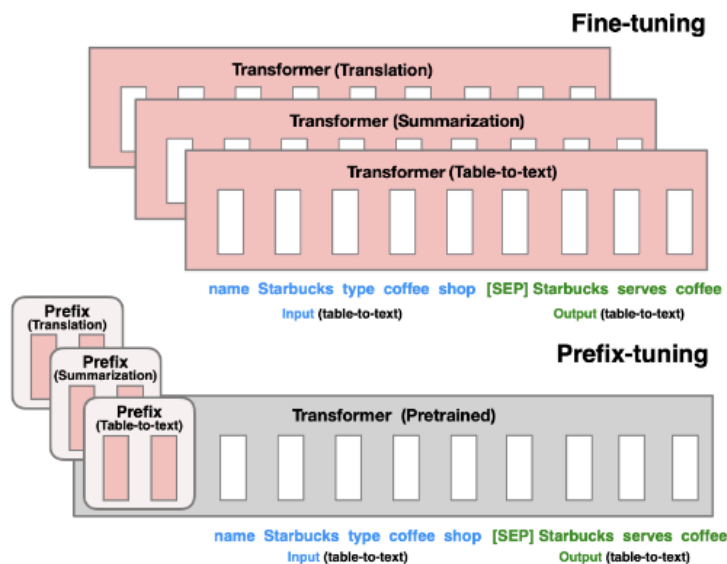 Fine-tuning
Transformer (Translation)
Transformer (Summarization)
Transformer (Table-to-text)
name Starbucks type coffee shop [SEP] Starbucks serves coffee
Input (table-to-text) Output (table-to-text)
Prefix-tuning
Prefix
(Translation)
Prefix
(Summarization)
Prefix
(Table-to-text)
Transformer (Pretrained)
name Starbucks type coffee shop [SEP] Starbucks serves coffee
Input (table-to-text) Output (table-to-text)